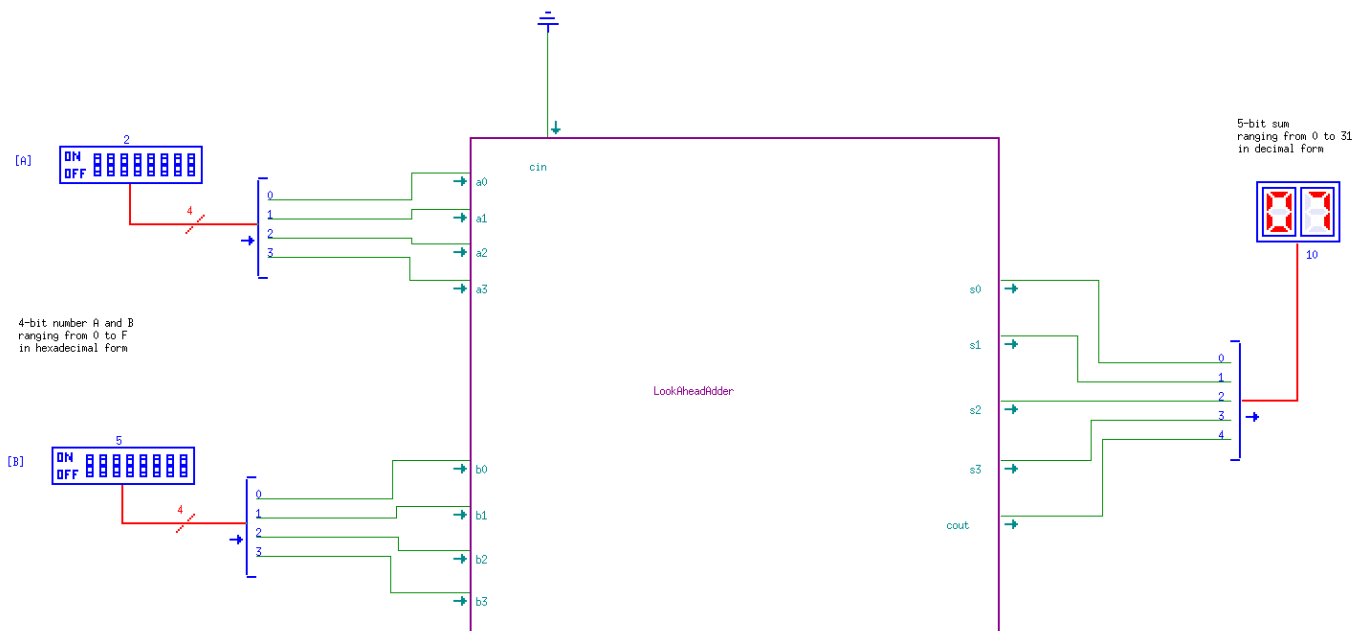 5-bit sum
ranging from 0 to 31
in decimal form
2
[A]
ON
OFF
cin
0
1
2
3
4
a0
a1
a2
a3
07
10
4-bit number A and B
ranging from 0 to F
in hexadecimal form
s0
s1
s2
s3
cout
0
1
2
3
4
LookAheadAdder
5
[B]
ON
OFF
4
0
1
2
3
b0
b1
b2
b3